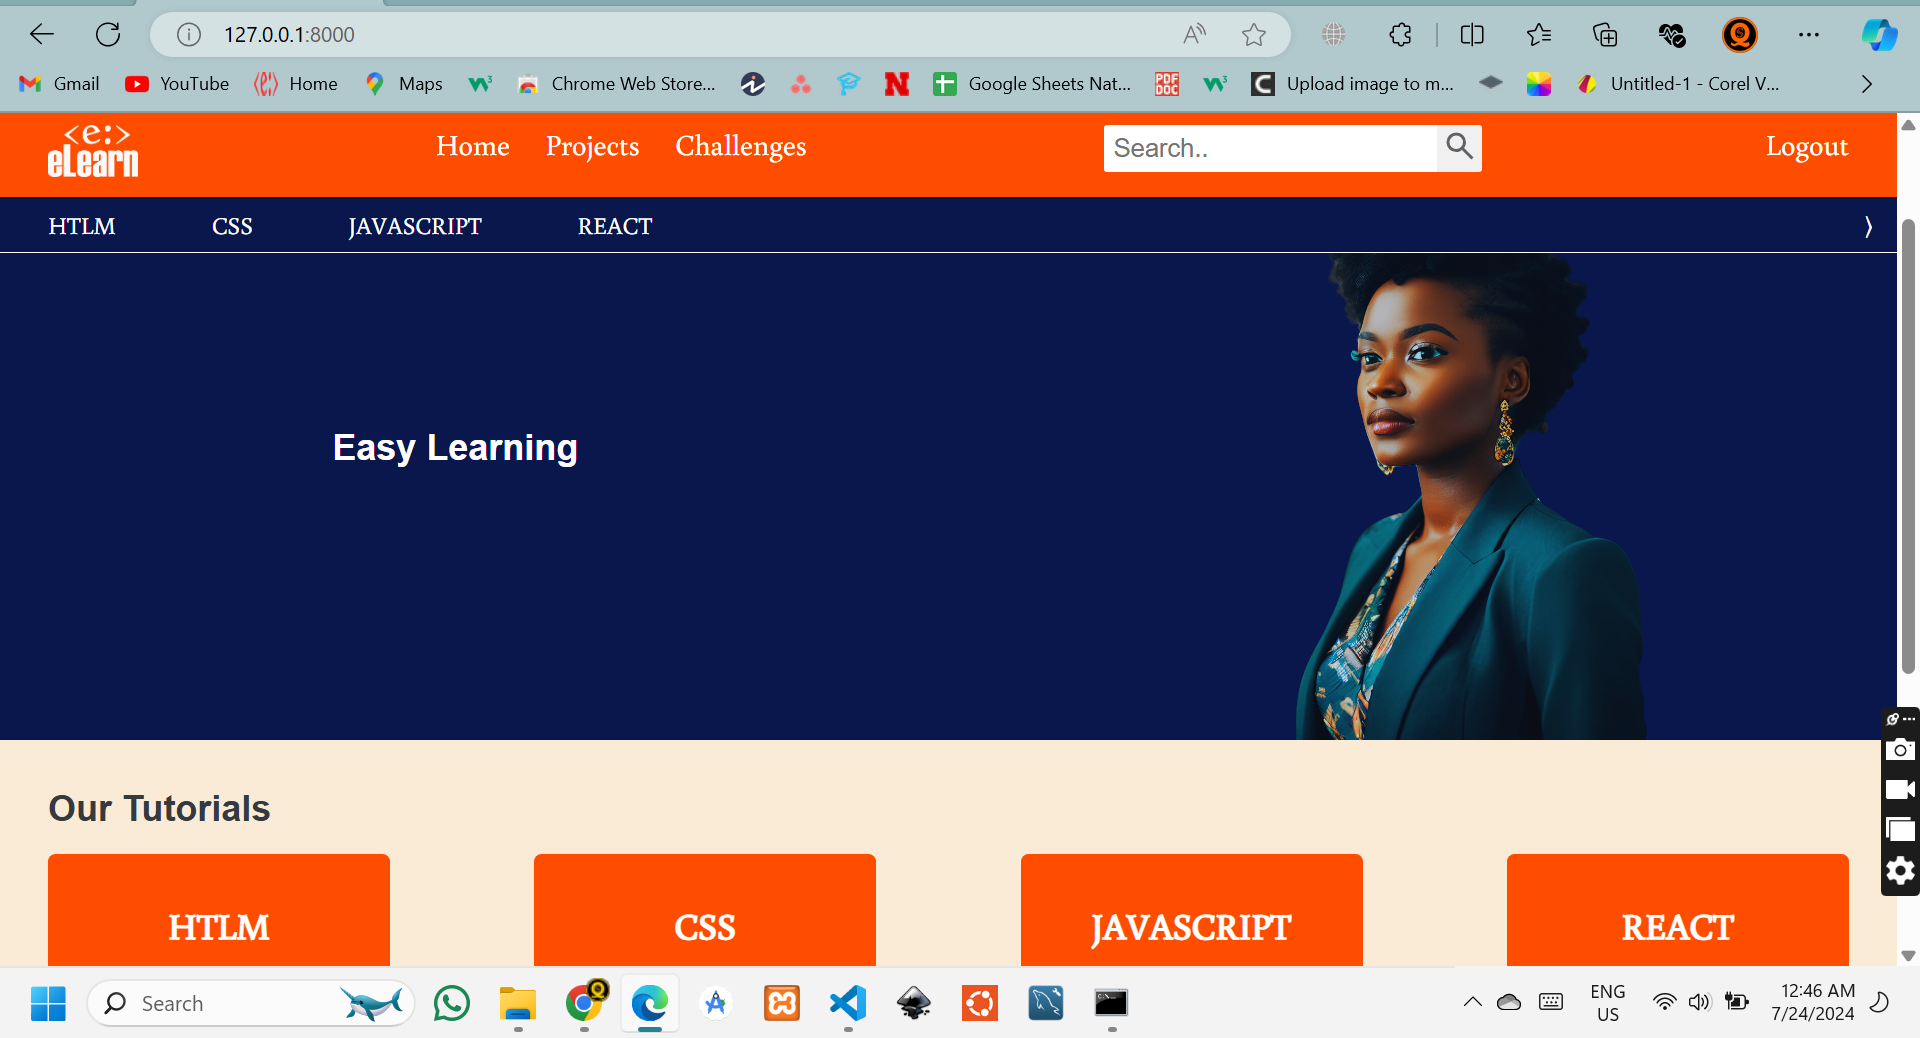 127.0.0.1:8000
Gmail YouTube Home Maps Chrome Web Store... Google Sheets Nat... PDF DOC Upload image to m... Untitled-1 - Corel V...
<e:>
eLearn
Home Projects Challenges Search.. Logout
HTLM CSS JAVASCRIPT REACT
Easy Learning
Our Tutorials
HTLM CSS JAVASCRIPT REACT
Search
ENG
US
12:46 AM
7/24/2024